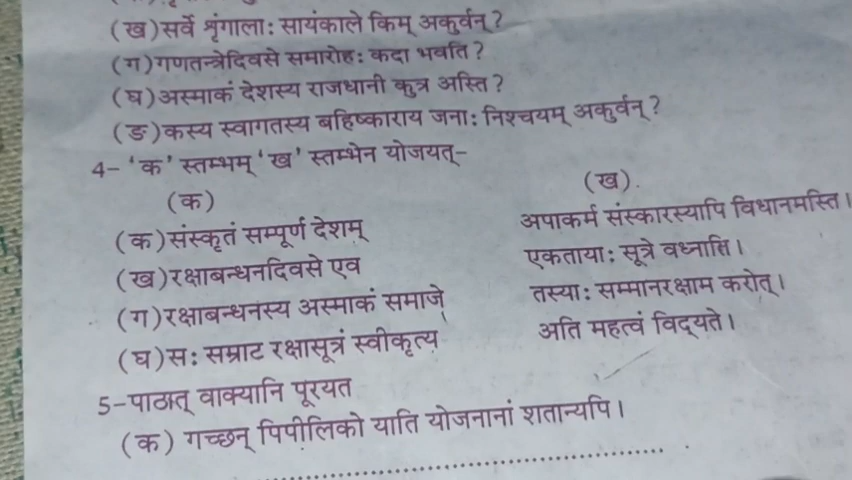 (ख) सर्वे शृंगालाः सायंकाले किम् अकुर्वन् ?
(ग) गणतन्त्रेदिवसे समारोहः कदा भवति ?
(घ) अस्माकं देशस्य राजधानी कुत्र अस्ति ?
(ङ) कस्य स्वागतस्य बहिष्काराय जनाः निश्चयम् अकुर्वन् ?
4- 'क' स्तम्भम् 'ख' स्तम्भेन योजयत्-
(क) (ख).
(क) संस्कृतं सम्पूर्ण देशम् अपाकर्म संस्कारस्यापि विधानमस्ति।
(ख) रक्षाबन्धनदिवसे एव एकतायाः सूत्रे वध्नाति।
(ग) रक्षाबन्धनस्य अस्माकं समाजे तस्याः सम्मानरक्षाम करोत्।
(घ) सः सम्राट रक्षासूत्रं स्वीकृत्य अति महत्वं विद्यते।
5-पाठात् वाक्यानि पूरयत
(क) गच्छन् पिपीलिको याति योजनानां शतान्यपि।